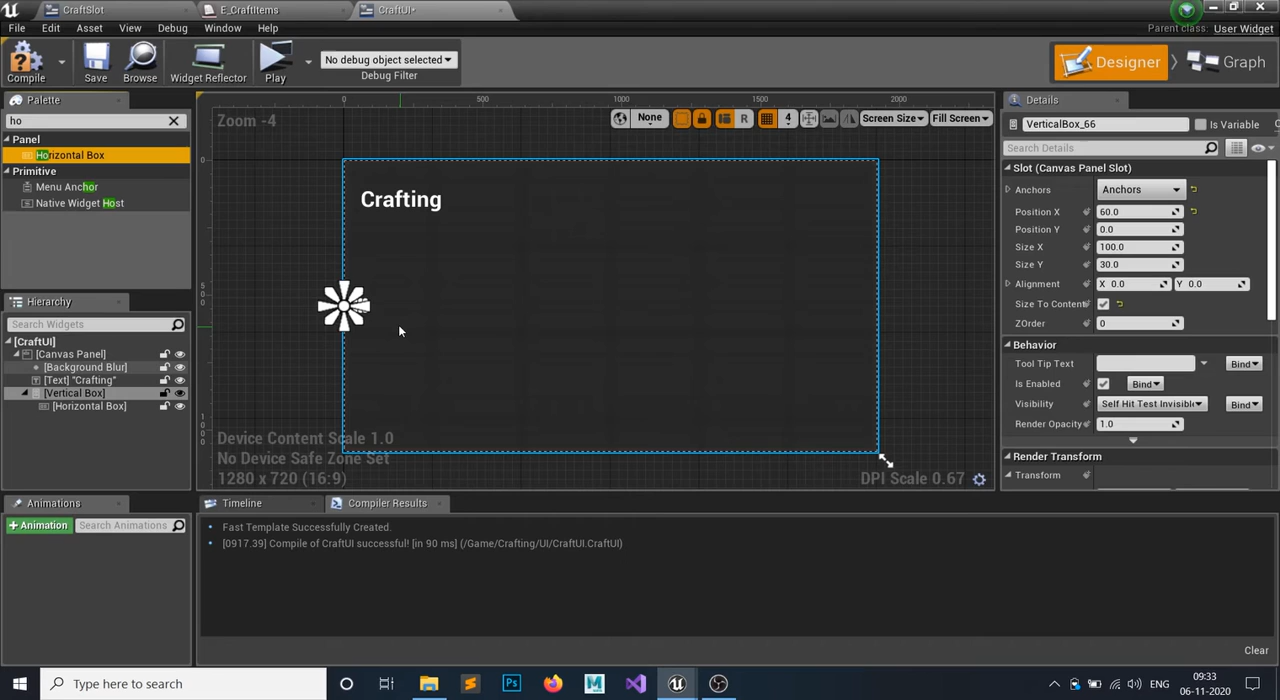 CraftSlot
E_CraftItems
CraftUI*
File Edit Asset View Debug Window Help
Parent class: User Widget
Compile Save Browse Widget Reflector Play
No debug object selected
Debug Filter
Designer
Graph
Palette
ho
Panel
Horizontal Box
Primitive
Menu Anchor
Native Widget Host
Hierarchy
Search Widgets
[CraftUI]
[Canvas Panel]
[Background Blur]
[Text] "Crafting"
[Vertical Box]
[Horizontal Box]
0 500 1000 1500 2000
Zoom -4
None
R
4
Screen Size
Fill Screen
0
5
0
0
1
0
0
0
Crafting
Device Content Scale 1.0
No Device Safe Zone Set
1280 x 720 (16:9)
DPI Scale 0.67
Details
VerticalBox_66
Is Variable
Search Details
Slot (Canvas Panel Slot)
Anchors Anchors
Position X 60.0
Position Y 0.0
Size X 100.0
Size Y 30.0
Alignment X 0.0 Y 0.0
Size To Content
ZOrder 0
Behavior
Tool Tip Text Bind
Is Enabled Bind
Visibility Self Hit Test Invisible Bind
Render Opacity 1.0
Render Transform
Transform
Animations
+Animation
Search Animations
Timeline
Compiler Results
Fast Template Successfully Created.
[0917.39] Compile of CraftUI successful! [in 90 ms] (/Game/Crafting/UI/CraftUI.CraftUI)
Clear
Type here to search
Ps
ENG
09:33
06-11-2020